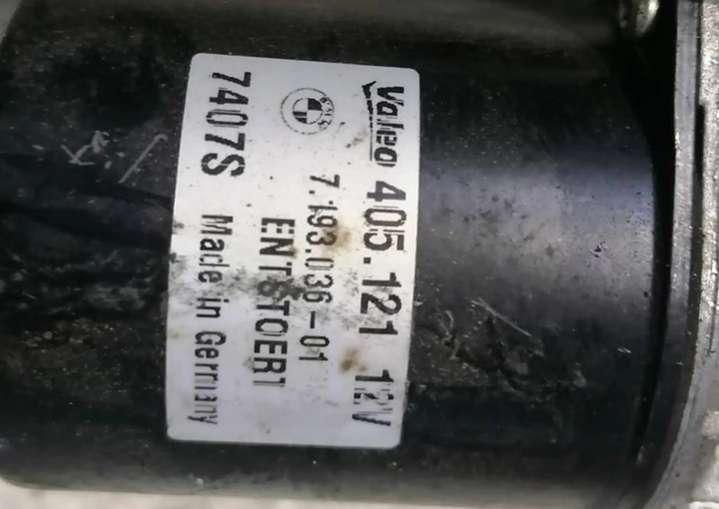 Valeo 405.121 12V
7.193.036-01
ENTSTOERT
7407S Made in Germany